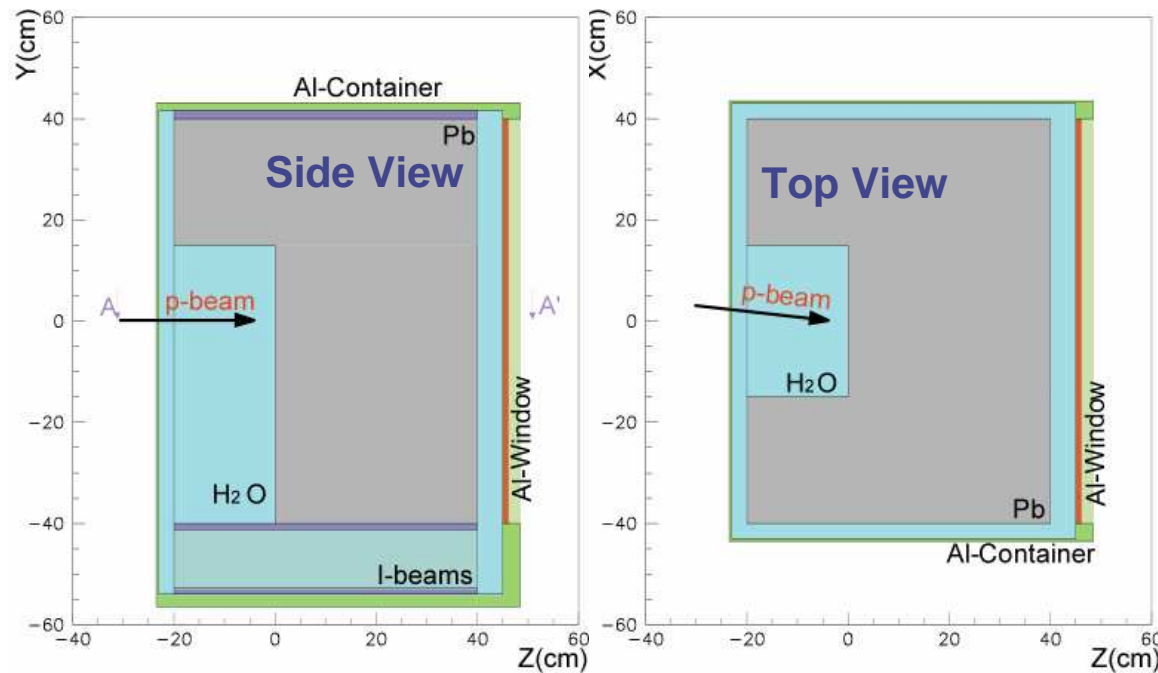 60
40
20
0
−20
−40
−60
−40
−20
0
20
40
60
Y(cm)
Z(cm)
Al-Container
Pb
Side View
A
p-beam
A'
H2 O
Al-Window
I-beams
60
40
20
0
−20
−40
−60
−40
−20
0
20
40
60
X(cm)
Z(cm)
Top View
p-beam
H2O
Pb
Al-Window
Al-Container